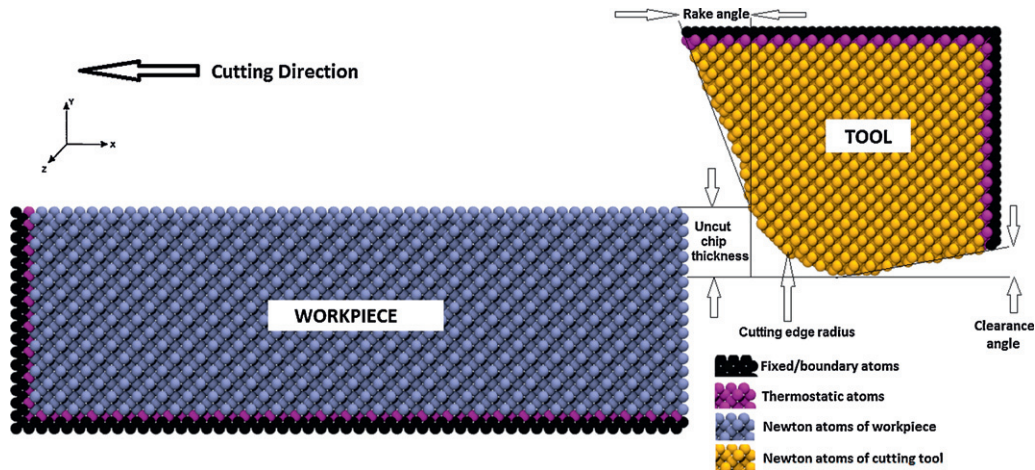 Rake angle
Cutting Direction
Y
X
Z
TOOL
Uncut
chip
thickness
WORKPIECE
Cutting edge radius
Clearance
angle
Fixed/boundary atoms
Thermostatic atoms
Newton atoms of workpiece
Newton atoms of cutting tool